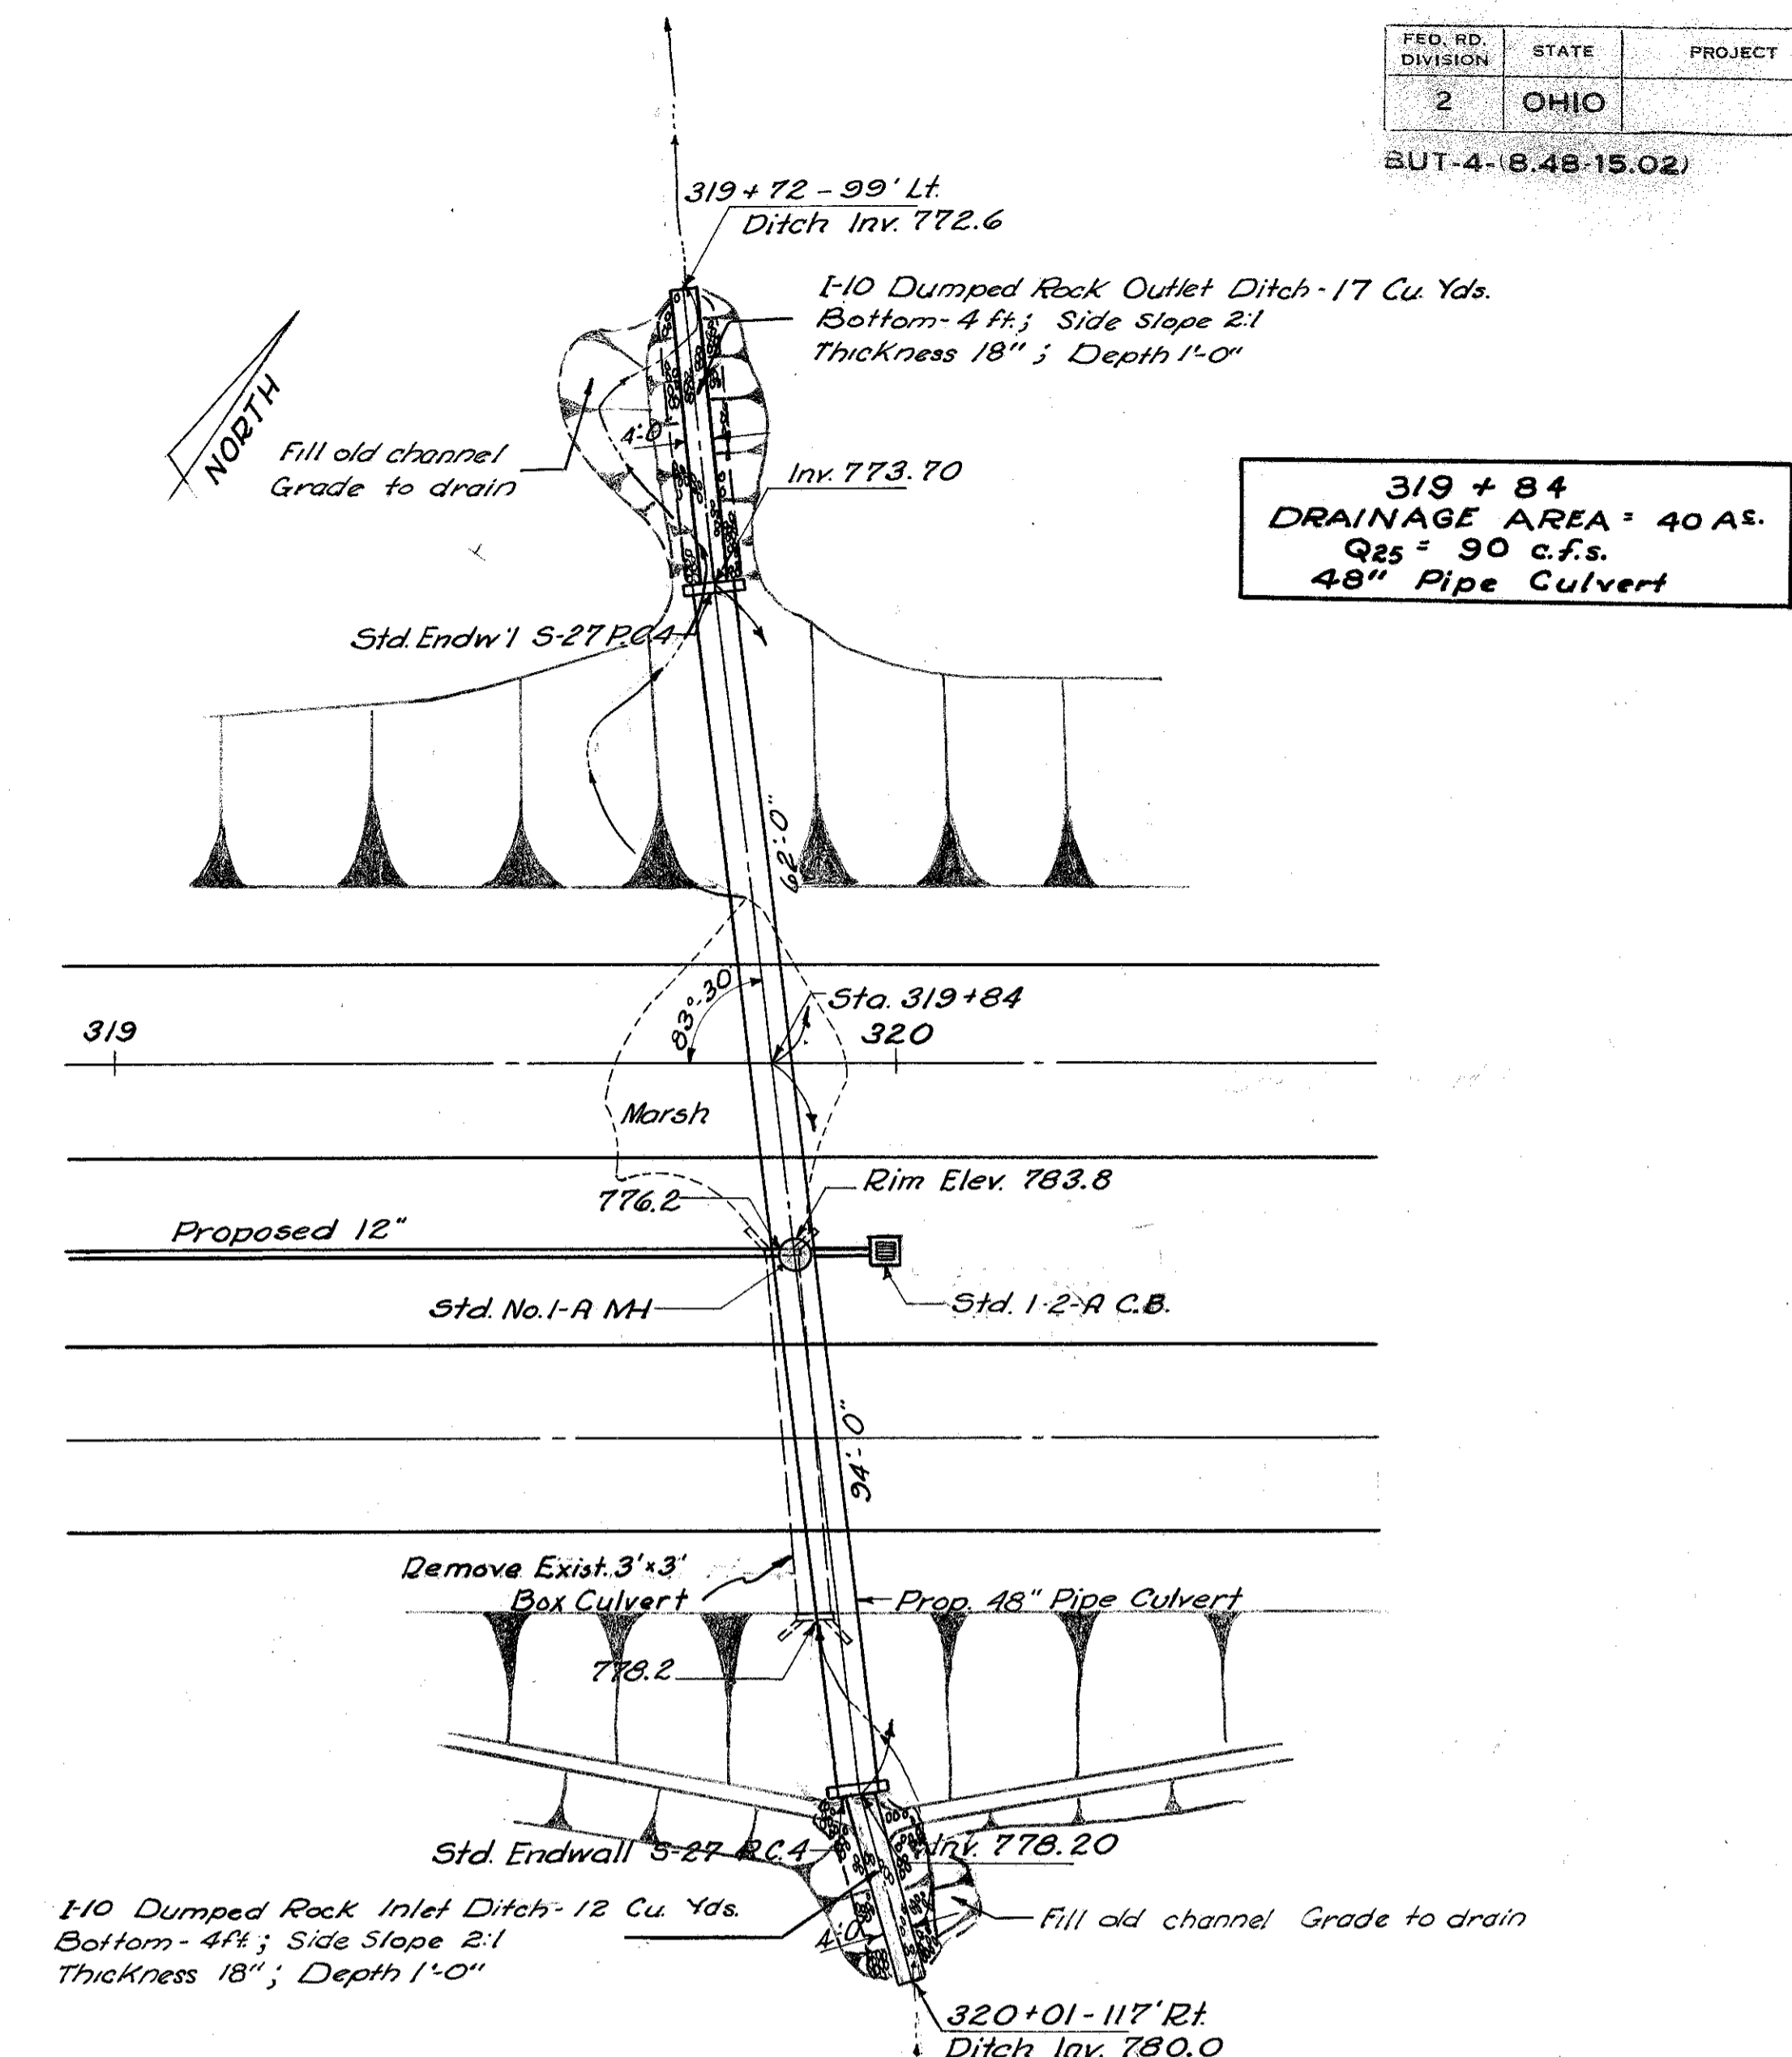 FED. RD. DIVISION STATE PROJECT
2 OHIO
BUT-4-(8.48-15.02)
319 + 72 - 99' Lt.
Ditch Inv. 772.6
I-10 Dumped Rock Outlet Ditch - 17 Cu. Yds.
Bottom - 4 ft.; Side Slope 2:1
Thickness 18"; Depth 1'-0"
NORTH
Fill old channel
Grade to drain
4'-0"
Inv. 773.70
319 + 84
DRAINAGE AREA = 40 Ac.
Q25 = 90 c.f.s.
48" Pipe Culvert
Std. Endw'l S-27 P.C.4
62'-0"
83°-30'
Sta. 319+84
319
320
Marsh
Rim Elev. 783.8
776.2
Proposed 12"
Std. No. 1-A MH
Std. 1-2-A C.B.
94'-0"
Remove Exist. 3'x3'
Box Culvert
Prop. 48" Pipe Culvert
778.2
Std. Endwall S-27 P.C.4
Inv. 778.20
I-10 Dumped Rock Inlet Ditch - 12 Cu. Yds.
Bottom - 4 ft.; Side Slope 2:1
Thickness 18"; Depth 1'-0"
4'-0"
Fill old channel Grade to drain
320+01 - 117' Rt.
Ditch Inv. 780.0